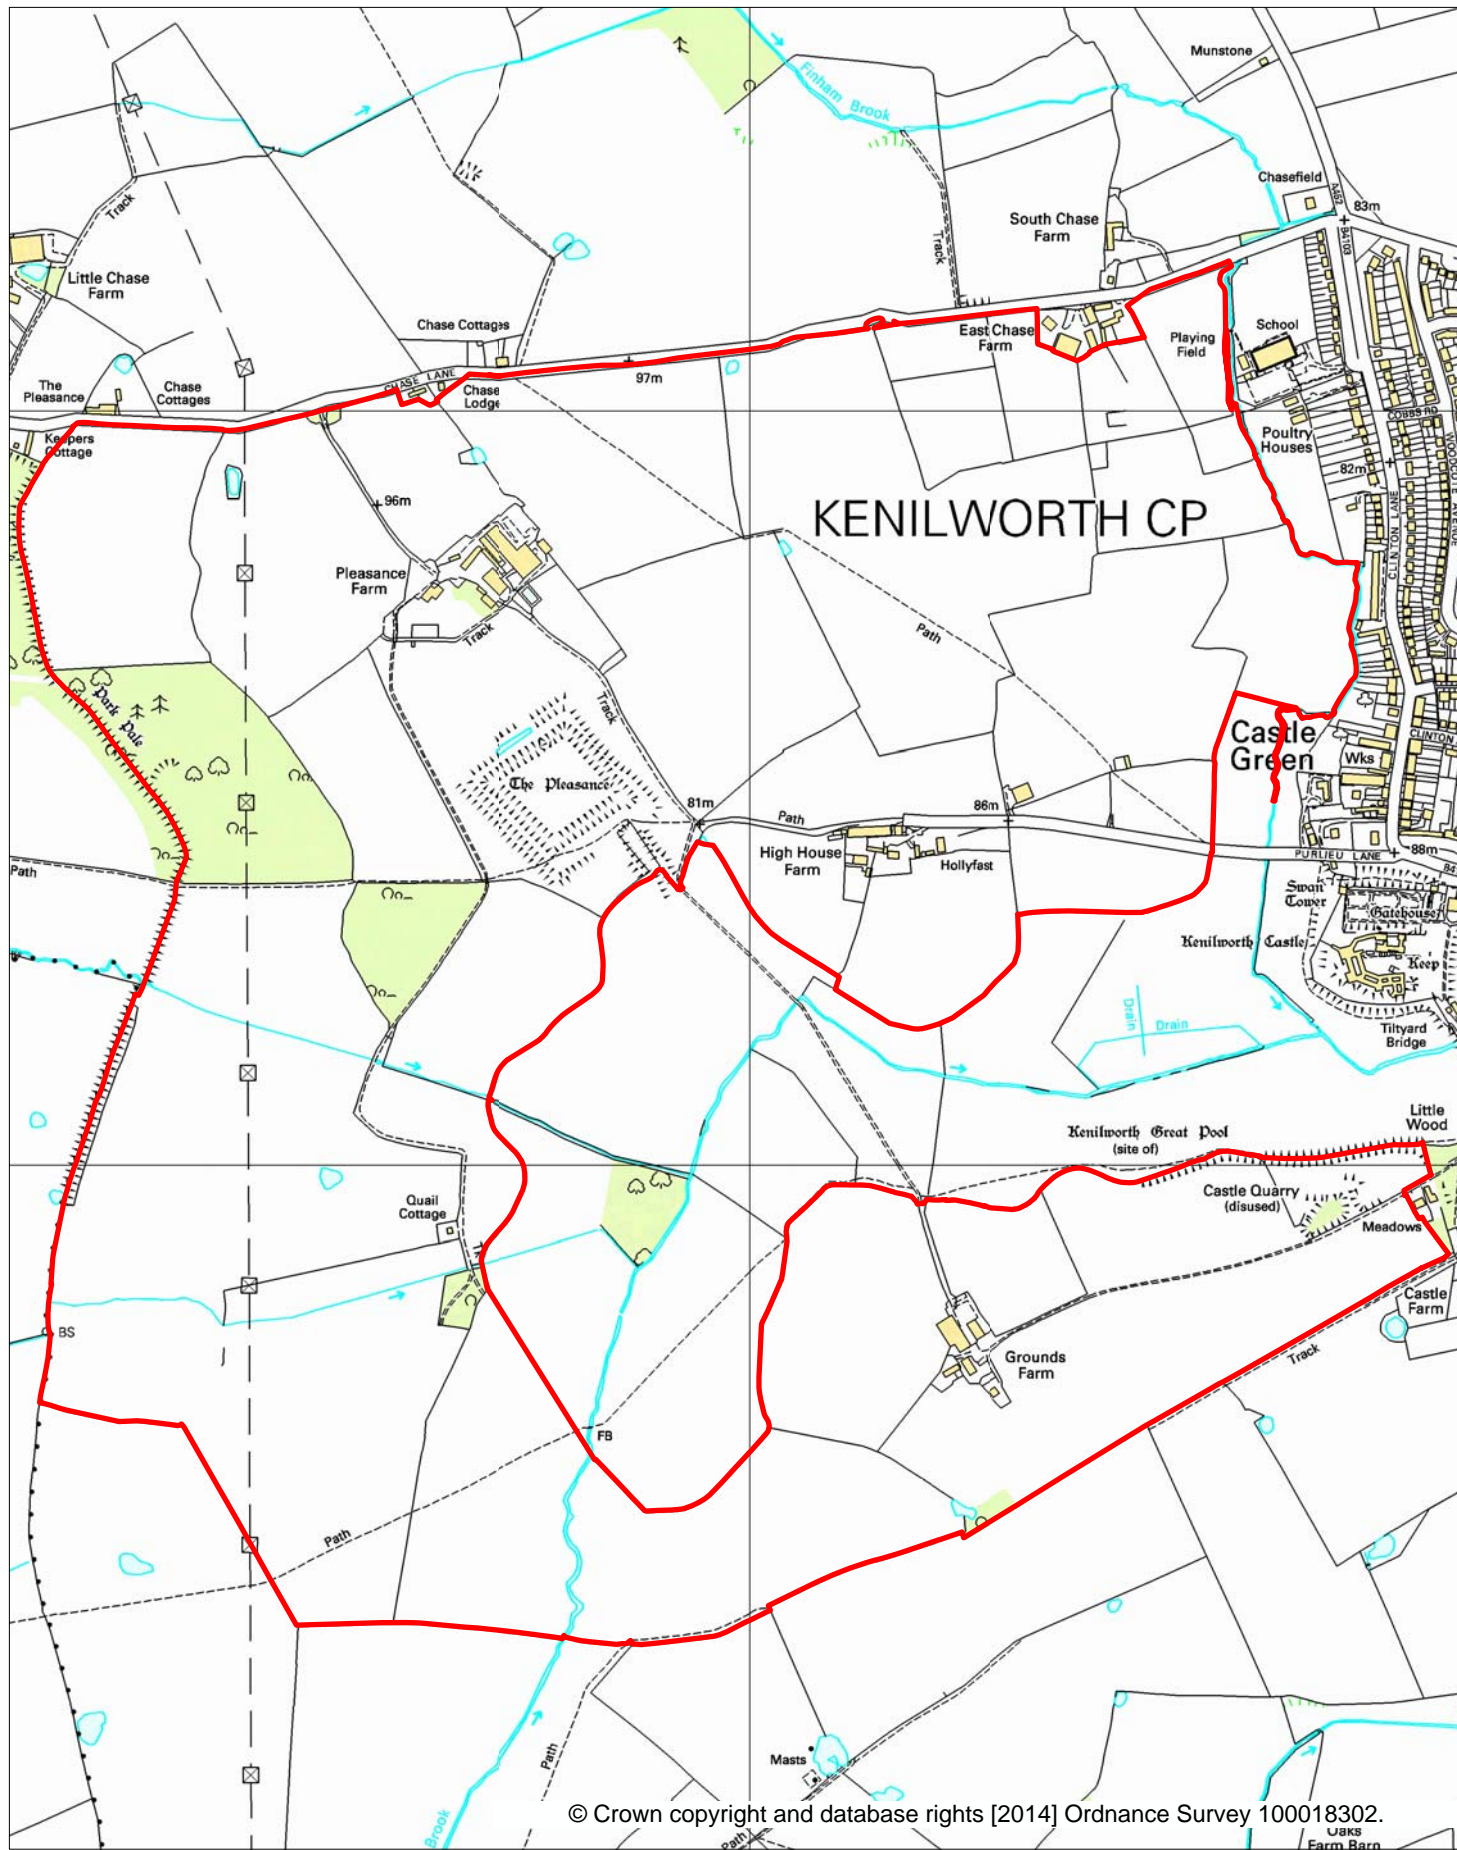 Munstone
Finham Brook
Chasefield
A452
83m
B4103
South Chase
Farm
Track
Track
Little Chase
Farm
Chase Cottages
East Chase
Farm
Playing
Field
School
The
Pleasance
Chase
Cottages
CHASE LANE
Chase
Lodge
97m
COBBS RD
Keepers
Cottage
Poultry
Houses
82m
WOODCOTE AVENUE
CLINTON LANE
96m
KENILWORTH CP
Pleasance
Farm
Track
Path
Track
Park Pale
Castle
Green
CLINTON
Wks
The Pleasance
81m
Path
86m
High House
Farm
Hollyfast
PURLIEU LANE
88m
B4
Path
Swan
Tower
Gatehouse
Kenilworth Castle
Keep
Drain
Drain
Tiltyard
Bridge
Little
Wood
Kenilworth Great Pool
(site of)
Castle Quarry
(disused)
Meadows
Quail
Cottage
Castle
Farm
BS
Track
Grounds
Farm
FB
Path
Path
Masts
Brook
Path
© Crown copyright and database rights [2014] Ordnance Survey 100018302.
Oaks
Farm Barn